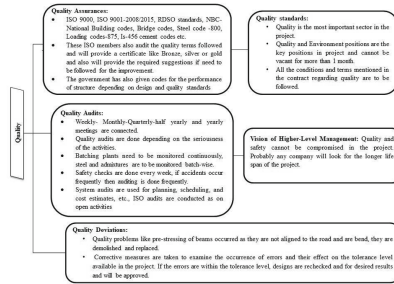 Quality
Quality Assurances:
• ISO 9000, ISO 9001-2008/2015, RDSO standards, NBC-
National Building codes, Bridge codes, Steel code -800,
Loading codes-875, Is-456 cement codes etc.
• These ISO members also audit the quality terms followed
and will provide a certificate like Bronze, silver or gold
and also will provide the required suggestions if need to
be followed for the improvement.
• The government has also given codes for the performance
of structure depending on design and quality standards
Quality standards:
• Quality is the most important sector in the
project.
• Quality and Environment positions are the
key positions in project and cannot be
vacant for more than 1 month.
• All the conditions and terms mentioned in
the contract regarding quality are to be
followed.
Quality Audits:
• Weekly- Monthly-Quarterly-half yearly and yearly
meetings are connected.
• Quality audits are done depending on the seriousness
of the activities.
• Batching plants need to be monitored continuously,
steel and admixtures are to be monitored batch-wise.
• Safety checks are done every week, if accidents occur
frequently then auditing is done frequently.
• System audits are used for planning, scheduling, and
cost estimates, etc., ISO audits are conducted as on
open activities
Vision of Higher-Level Management: Quality and
safety cannot be compromised in the project.
Probably any company will look for the longer life
span of the project.
Quality Deviations:
• Quality problems like pre-stressing of beams occurred as they are not aligned to the road and are bend, they are
demolished and replaced.
• Corrective measures are taken to examine the occurrence of errors and their effect on the tolerance level
available in the project. If the errors are within the tolerance level, designs are rechecked and for desired results
and will be approved.